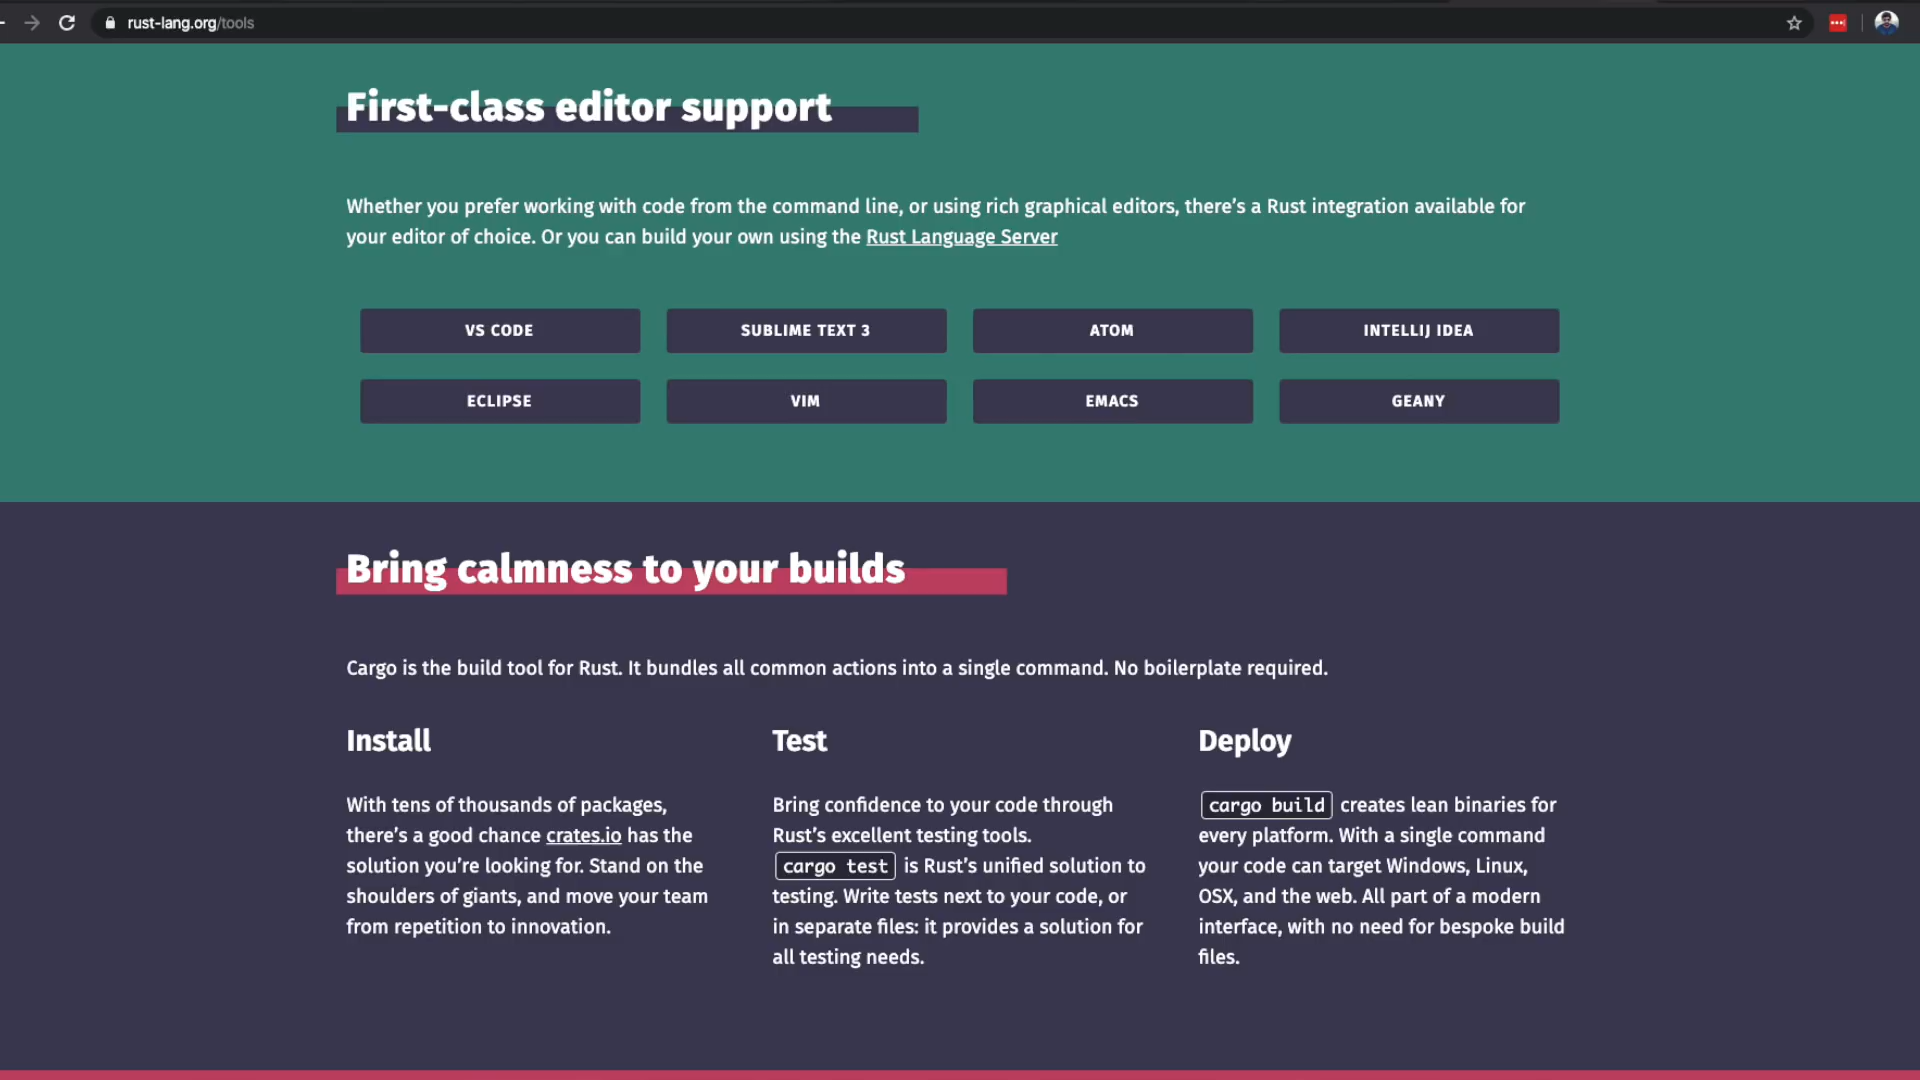 rust-lang.org/tools
First-class editor support
Whether you prefer working with code from the command line, or using rich graphical editors, there’s a Rust integration available for
your editor of choice. Or you can build your own using the Rust Language Server
VS CODE
SUBLIME TEXT 3
ATOM
INTELLIJ IDEA
ECLIPSE
VIM
EMACS
GEANY
Bring calmness to your builds
Cargo is the build tool for Rust. It bundles all common actions into a single command. No boilerplate required.
Install
With tens of thousands of packages,
there’s a good chance crates.io has the
solution you’re looking for. Stand on the
shoulders of giants, and move your team
from repetition to innovation.
Test
Bring confidence to your code through
Rust’s excellent testing tools.
cargo test is Rust’s unified solution to
testing. Write tests next to your code, or
in separate files: it provides a solution for
all testing needs.
Deploy
cargo build creates lean binaries for
every platform. With a single command
your code can target Windows, Linux,
OSX, and the web. All part of a modern
interface, with no need for bespoke build
files.